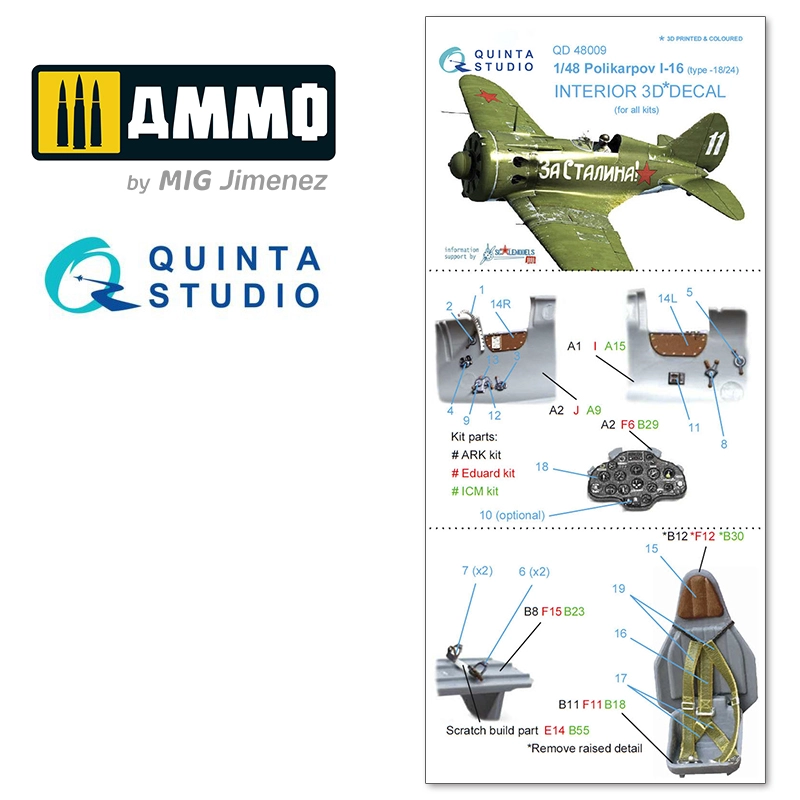 АММО
by MIG Jimenez
QUINTA
STUDIO
* 3D PRINTED & COLOURED
QUINTA
STUDIO
QD 48009
1/48 Polikarpov I-16 (type -18/24)
INTERIOR 3D*DECAL
(for all kits)
11
ЗА СТАЛИНА!
information
support by
SCALEMODELS
RU
1
2
14R
14L
5
A1 I A15
3
13
4
9
12
11
8
A2 J A9
A2 F6 B29
Kit parts:
# ARK kit
# Eduard kit
# ICM kit
18
10 (optional)
*B12 *F12 *B30
15
7 (x2)
6 (x2)
19
B8 F15 B23
16
17
B11 F11 B18
Scratch build part E14 B55
*Remove raised detail